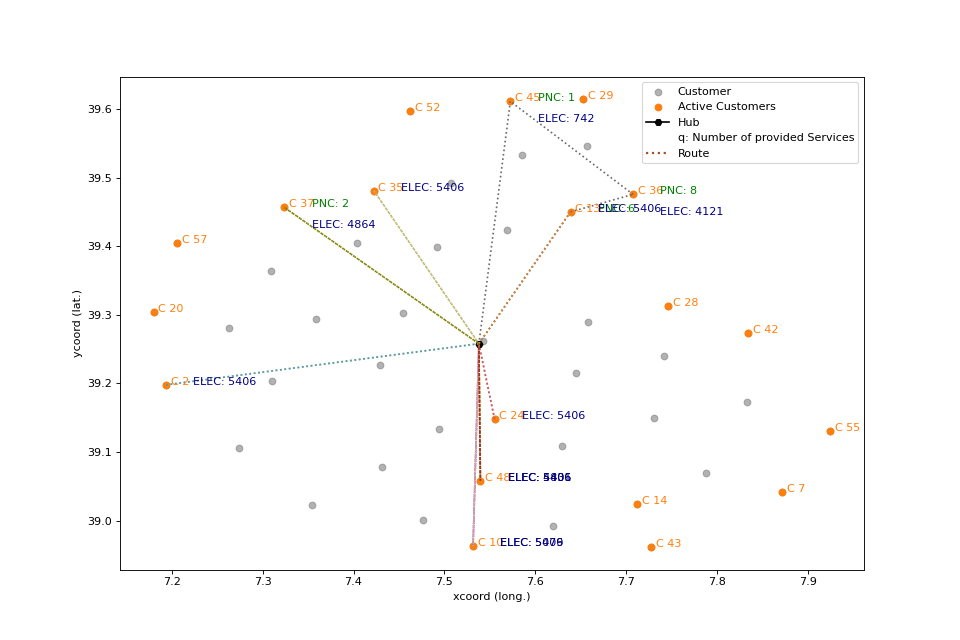 Customer
Active Customers
Hub
q: Number of provided Services
Route
C 45
PNC: 1
ELEC: 742
C 29
C 52
C 35
ELEC: 5406
C 36
PNC: 8
ELEC: 4121
C 37
PNC: 2
ELEC: 4864
ELEC: 5406
C 57
C 20
C 28
C 42
C 2
ELEC: 5406
C 24
ELEC: 5406
C 55
C 48
C 7
C 14
C 10
C 43
39.6
39.5
39.4
39.3
39.2
39.1
39.0
7.2
7.3
7.4
7.5
7.6
7.7
7.8
7.9
xcoord (long.)
ycoord (lat.)